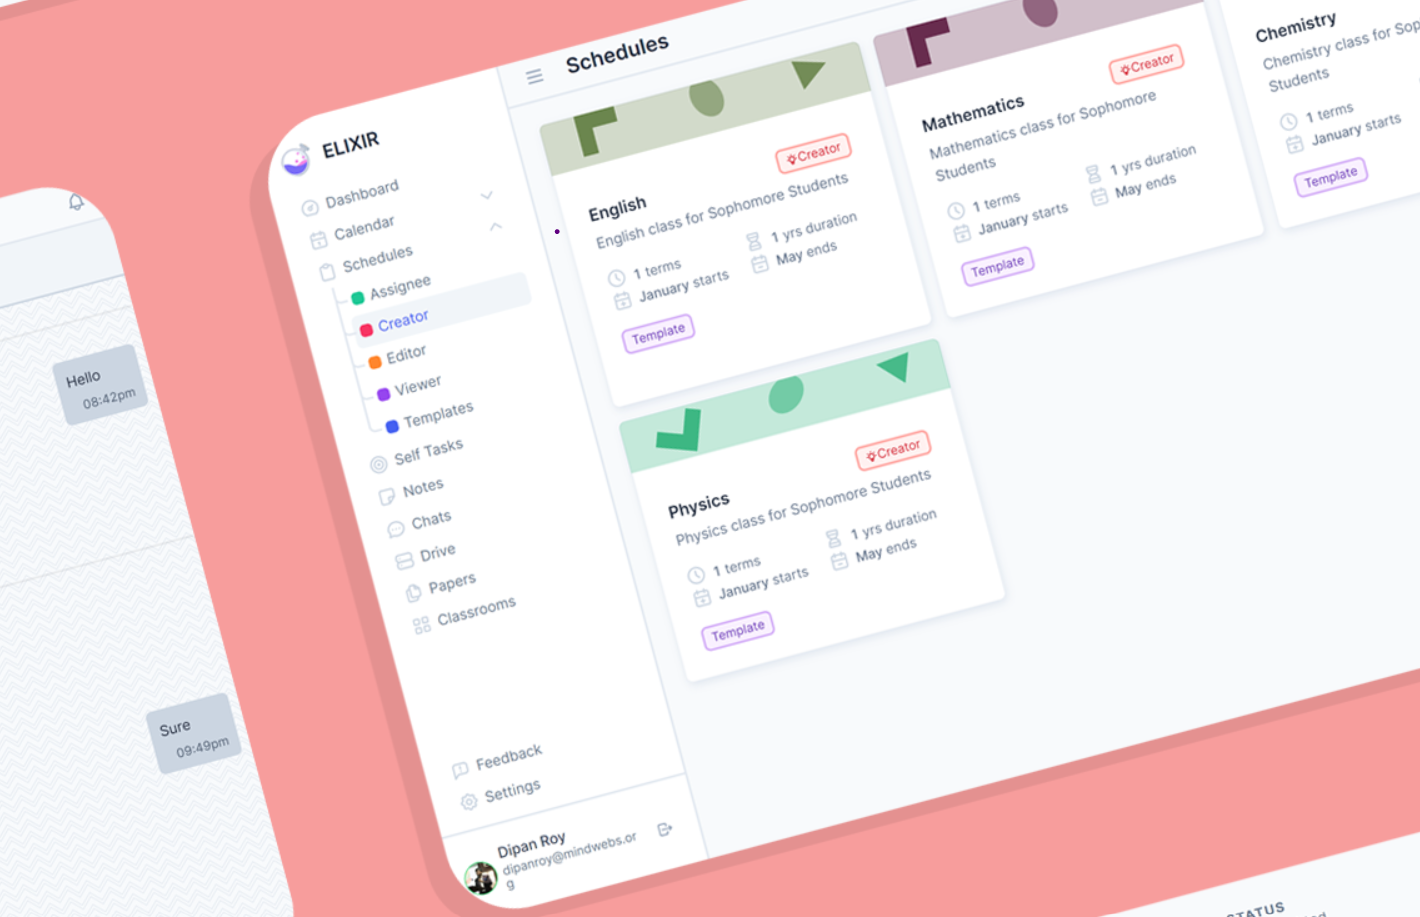 Hello
08:42pm
Sure
09:49pm
ELIXIR
Dashboard
Calendar
Schedules
Assignee
Creator
Editor
Viewer
Templates
Self Tasks
Notes
Chats
Drive
Papers
Classrooms
Feedback
Settings
Dipan Roy
dipanroy@mindwebs.or
g
Schedules
Creator
English
English class for Sophomore Students
1 terms
1 yrs duration
January starts
May ends
Template
Creator
Mathematics
Mathematics class for Sophomore
Students
1 terms
1 yrs duration
January starts
May ends
Template
Chemistry
Chemistry class for
Students
1 terms
January starts
Template
Creator
Physics
Physics class for Sophomore Students
1 terms
1 yrs duration
January starts
May ends
Template